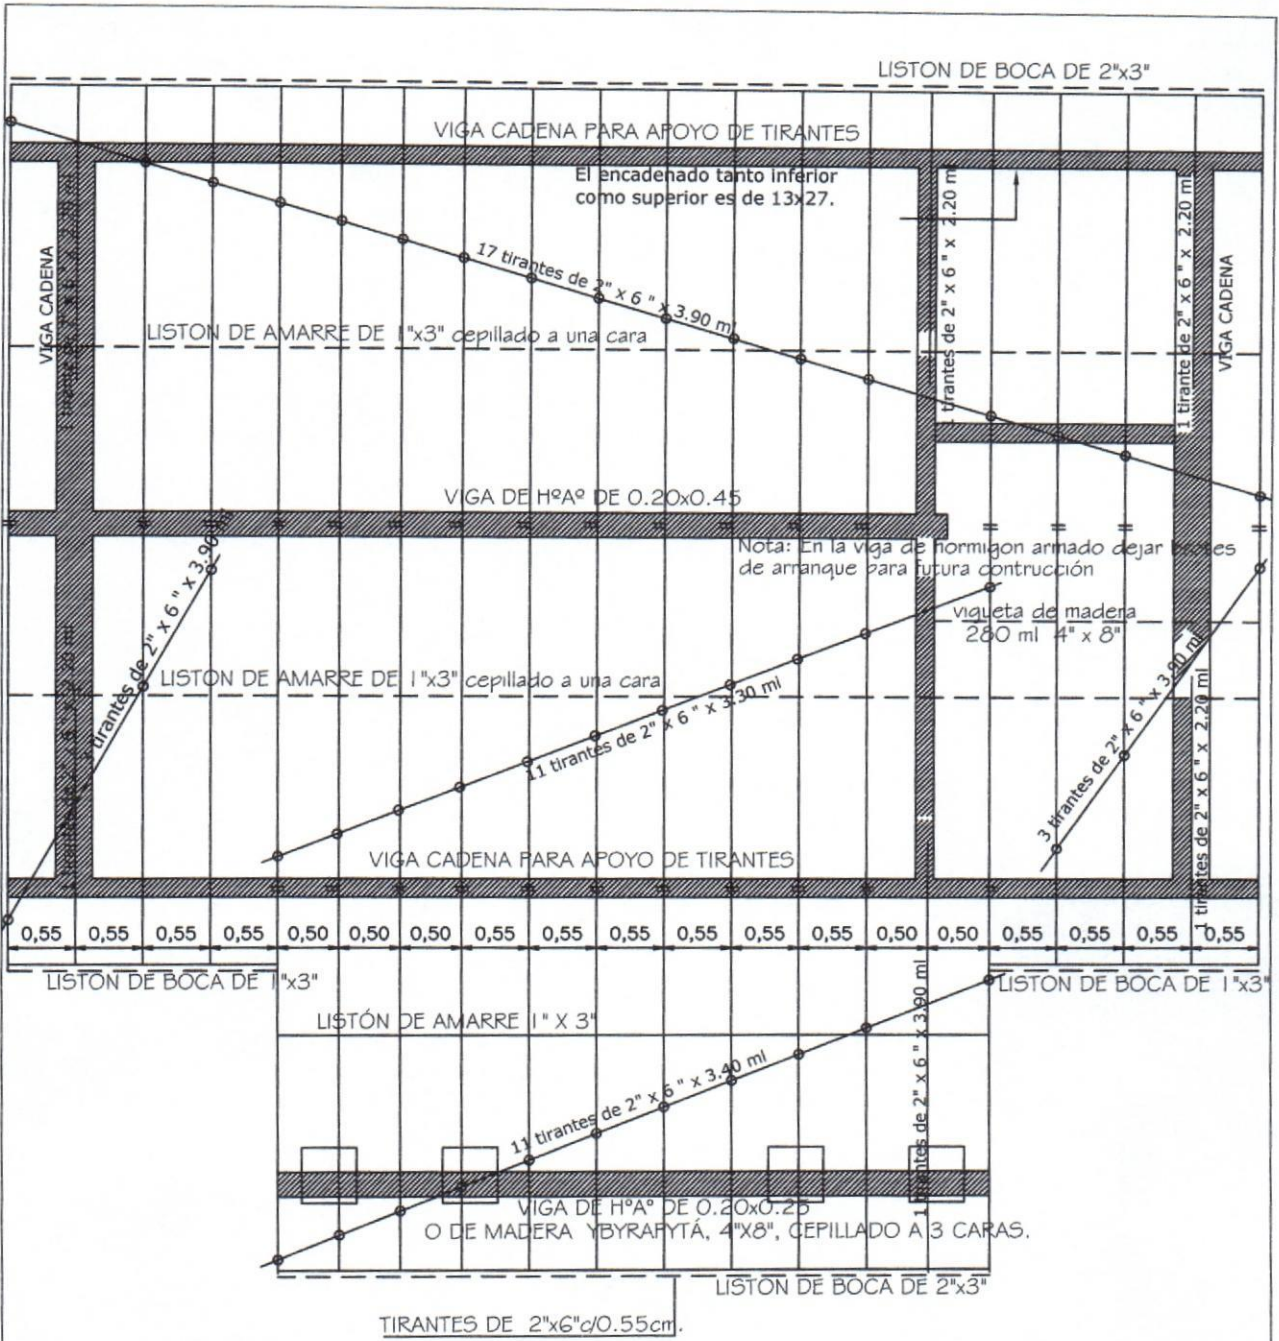 LISTON DE BOCA DE 2"x3"
VIGA CADENA PARA APOYO DE TIRANTES
El encadenado tanto inferior
como superior es de 13x27.
VIGA CADENA
17 tirantes de 2" x 6 " x 3.90 ml
1 tirantes de 2" x 6 " x 2.20 ml
1 tirante de 2" x 6 " x 2.20 ml
VIGA CADENA
LISTON DE AMARRE DE 1"x3" cepillado a una cara
VIGA DE HºAº DE 0.20x0.45
Nota: En la viga de hormigon armado dejar brotes
de arranque para futura contrucción
vigueta de madera
280 ml 4" x 8"
tirantes de 2" x 6 " x 3.90
LISTON DE AMARRE DE 1"x3" cepillado a una cara
11 tirantes de 2" x 6 " x 3.30 ml
3 tirantes de 2" x 6 " x 3.90 ml
1 tirantes de 2" x 6 " x 2.20 ml
VIGA CADENA PARA APOYO DE TIRANTES
0,55 0,55 0,55 0,55 0,50 0,50 0,50 0,55 0,55 0,55 0,55 0,55 0,50 0,50 0,55 0,55 0,55 0,55
LISTON DE BOCA DE 1"x3"
LISTON DE BOCA DE 1"x3"
LISTÓN DE AMARRE 1" X 3"
11 tirantes de 2" x 6 " x 3.40 ml
1 tirantes de 2" x 6 " x 3.90 ml
VIGA DE HºAº DE 0.20x0.25
O DE MADERA YBYRAPYTÁ, 4"X8", CEPILLADO A 3 CARAS.
LISTON DE BOCA DE 2"x3"
TIRANTES DE 2"x6"c/0.55cm.